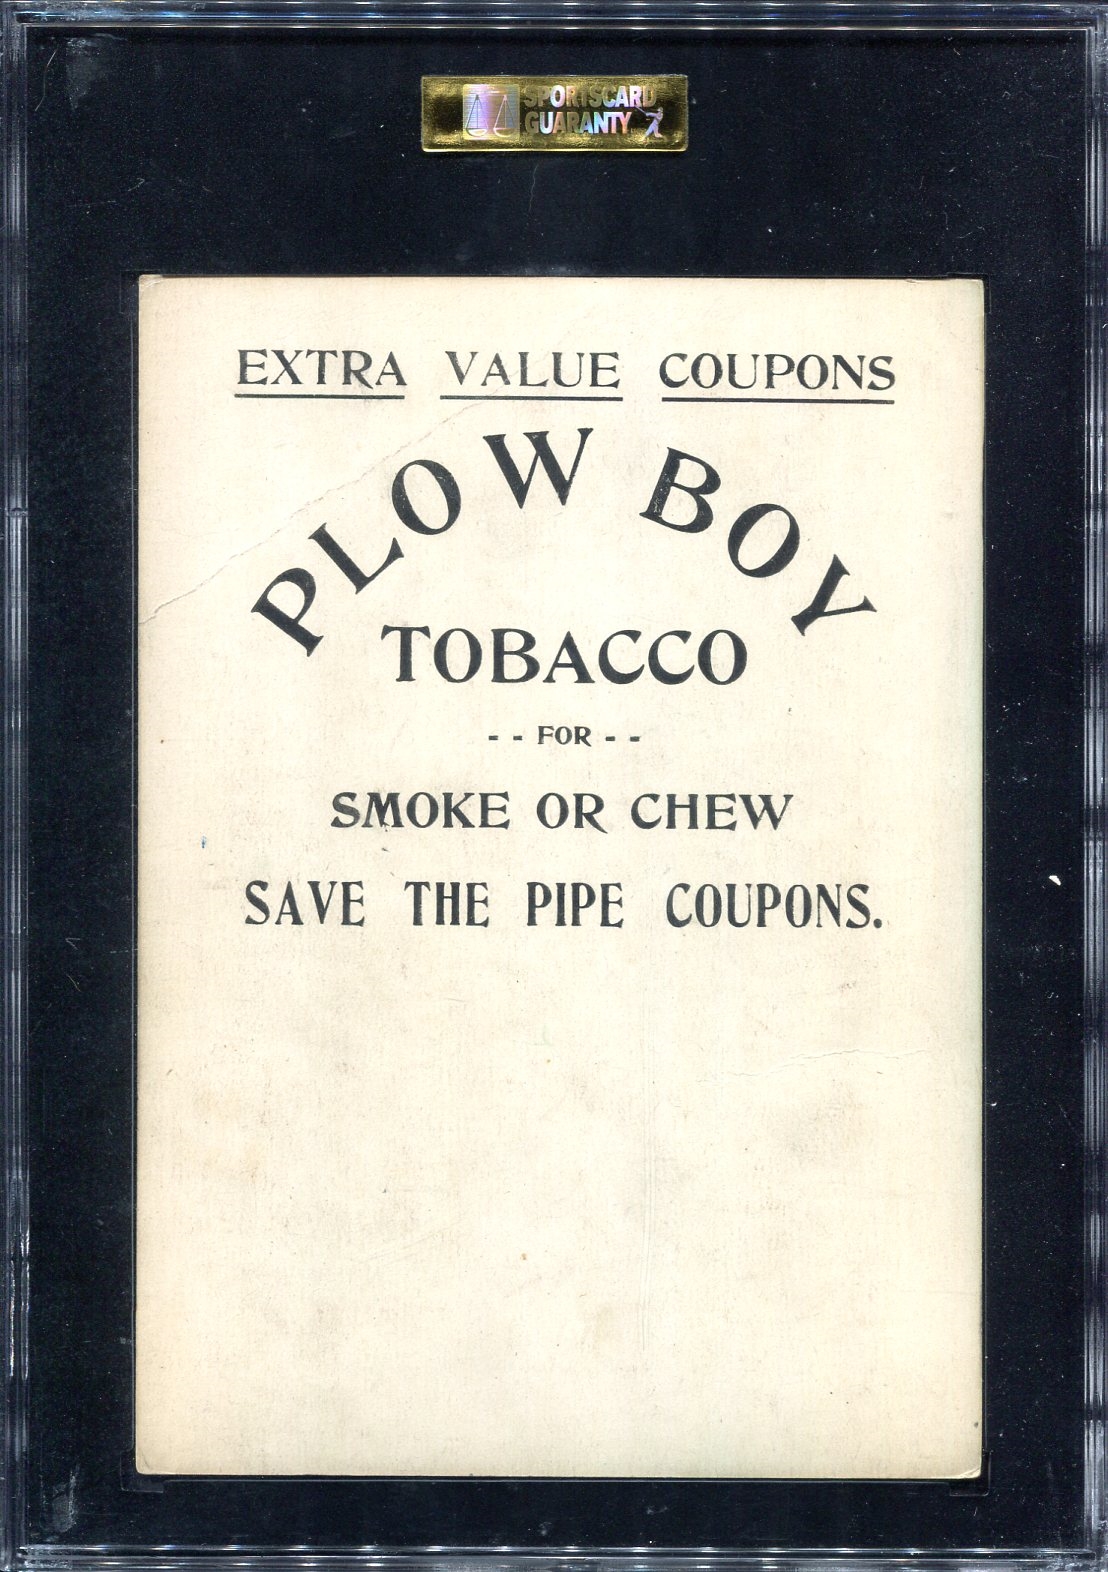 SPORTSCARD
GUARANTY
EXTRA VALUE COUPONS
PLOW BOY
TOBACCO
- - FOR - -
SMOKE OR CHEW
SAVE THE PIPE COUPONS.